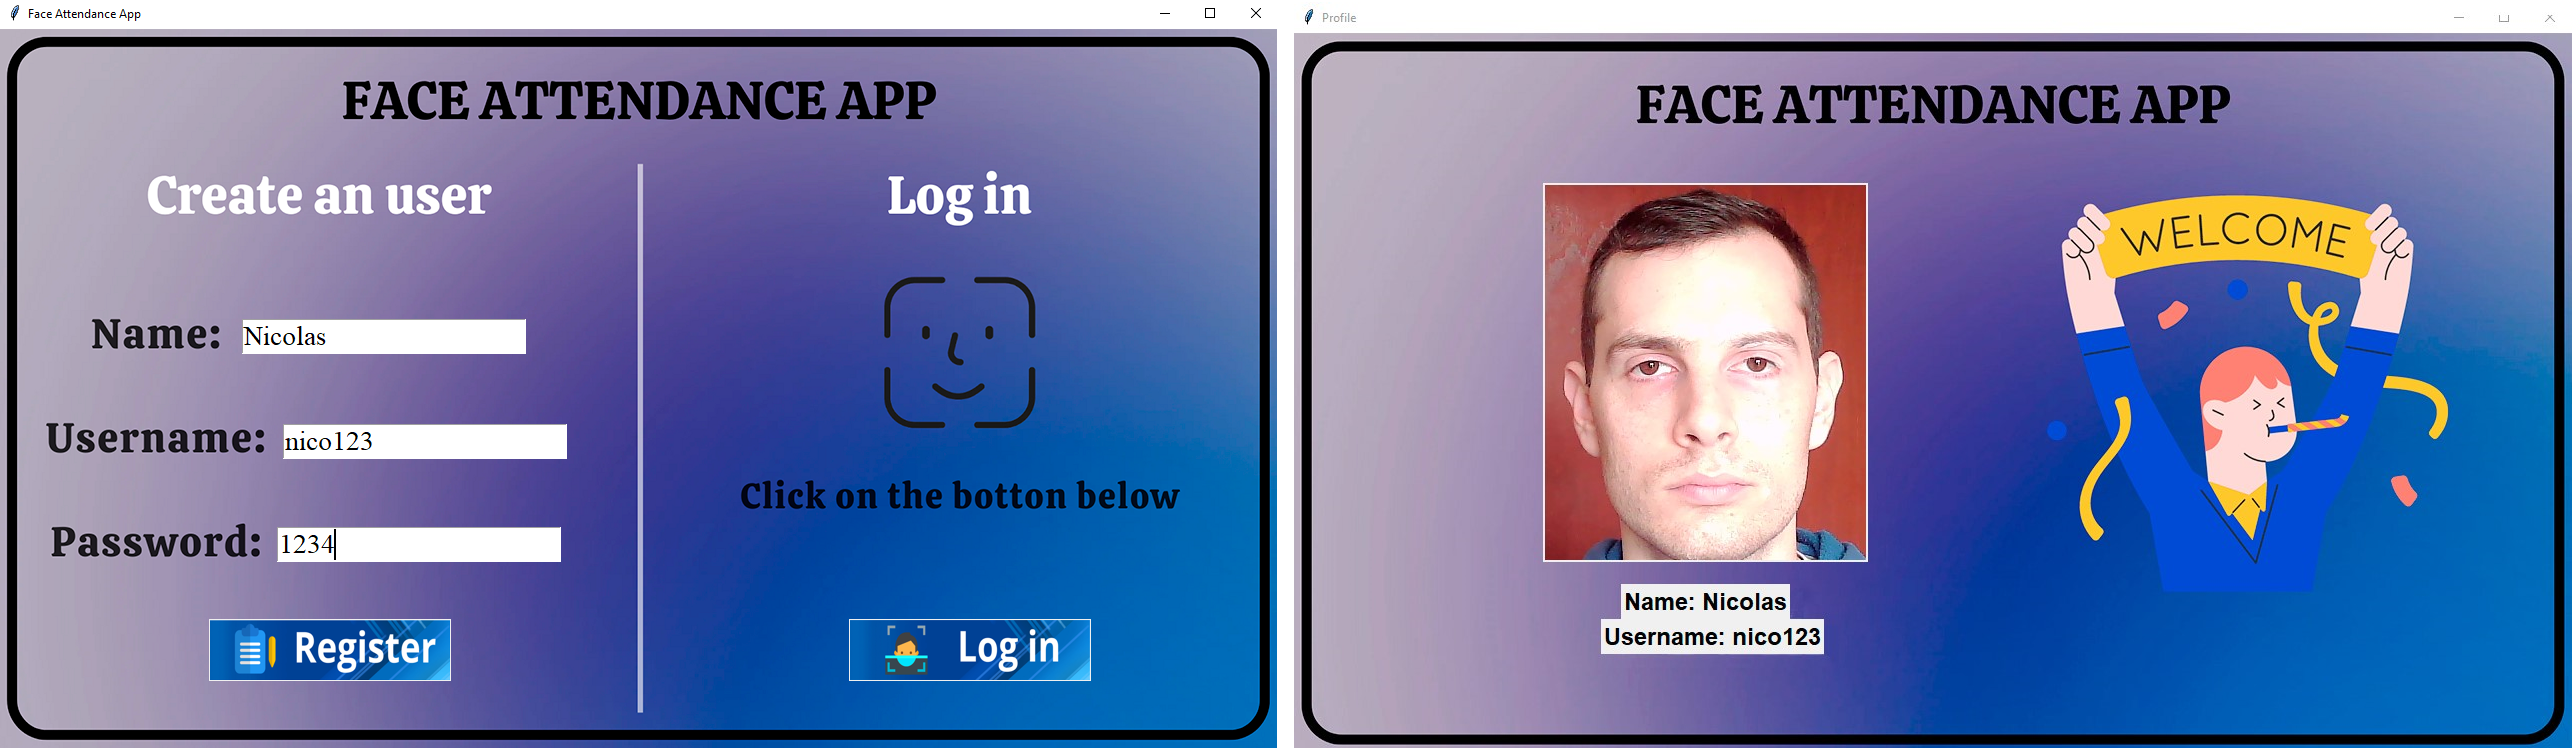 Face Attendance App
FACE ATTENDANCE APP
Create an user
Name: Nicolas
Username: nico123
Password: 1234
Register
Log in
Click on the botton below
Log in
Profile
FACE ATTENDANCE APP
WELCOME
Name: Nicolas
Username: nico123